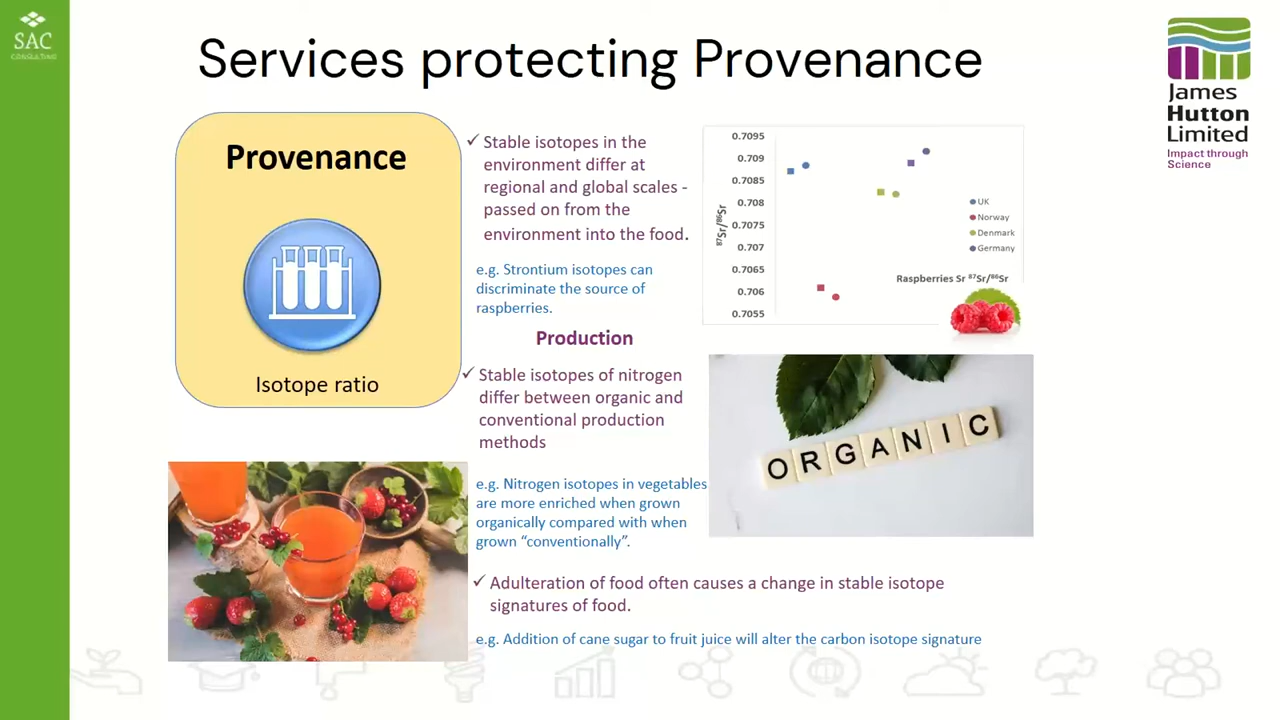 SAC
CONSULTING
Services protecting Provenance
James
Hutton
Limited
Impact through
Science
Provenance
Isotope ratio
✓ Stable isotopes in the
environment differ at
regional and global scales -
passed on from the
environment into the food.
e.g. Strontium isotopes can
discriminate the source of
raspberries.
0.7095
0.709
0.7085
0.708
0.7075
0.707
0.7065
0.706
0.7055
⁸⁷Sr/⁸⁶Sr
UK
Norway
Denmark
Germany
Raspberries Sr ⁸⁷Sr/⁸⁶Sr
Production
✓ Stable isotopes of nitrogen
differ between organic and
conventional production
methods
ORGANIC
e.g. Nitrogen isotopes in vegetables
are more enriched when grown
organically compared with when
grown “conventionally”.
✓ Adulteration of food often causes a change in stable isotope
signatures of food.
e.g. Addition of cane sugar to fruit juice will alter the carbon isotope signature